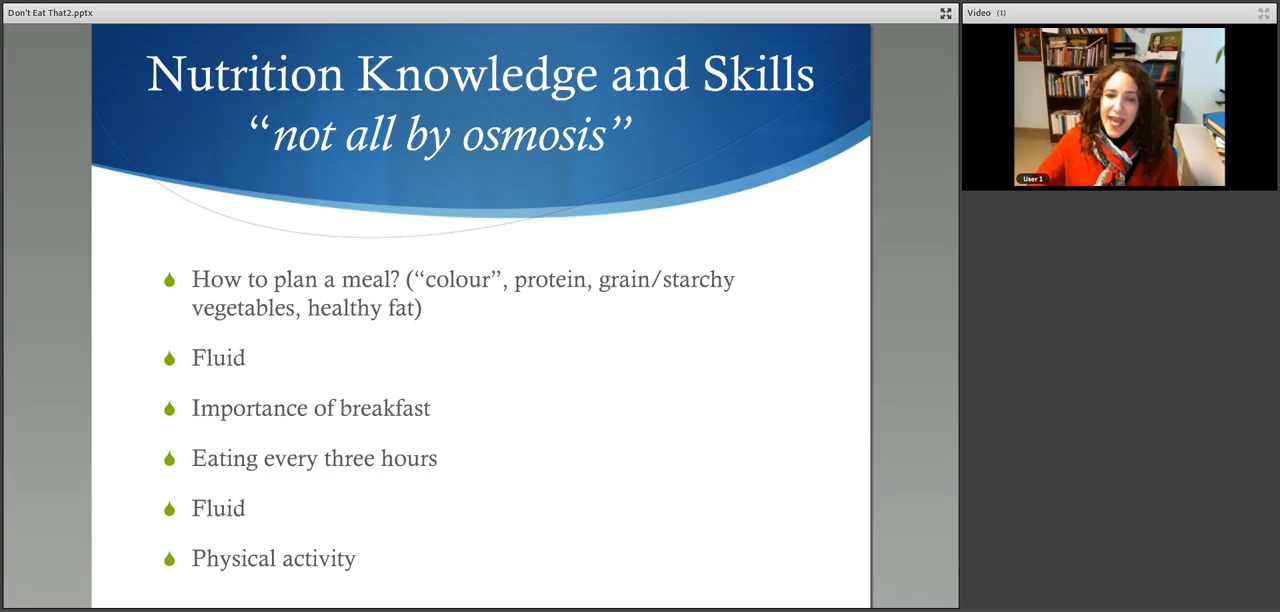 Don't Eat That2.pptx
Video (1)
Nutrition Knowledge and Skills
“not all by osmosis”
How to plan a meal? (“colour”, protein, grain/starchy
vegetables, healthy fat)
Fluid
Importance of breakfast
Eating every three hours
Fluid
Physical activity
User 1